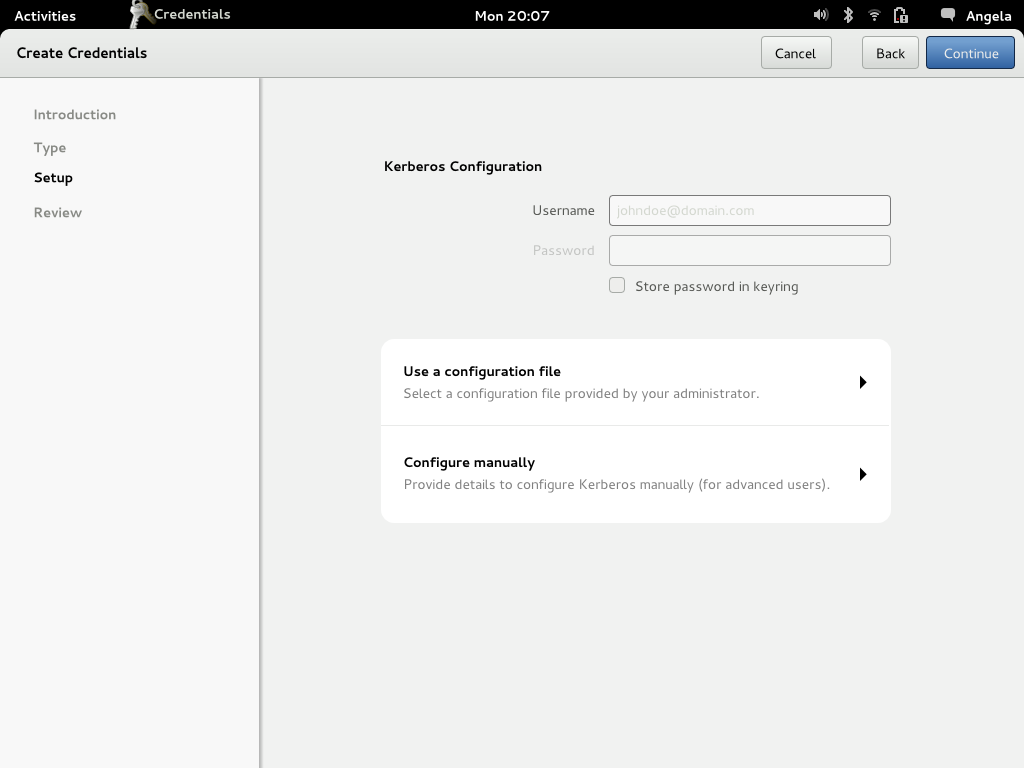 Activities
Credentials
Mon 20:07
Angela
Create Credentials
Cancel
Back
Continue
Introduction
Type
Setup
Review
Kerberos Configuration
Username
johndoe@domain.com
Password
Store password in keyring
Use a configuration file
Select a configuration file provided by your administrator.
Configure manually
Provide details to configure Kerberos manually (for advanced users).